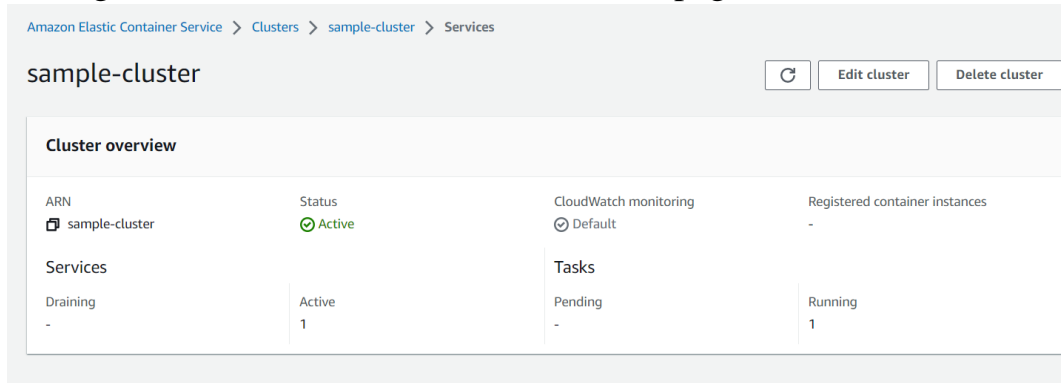 Amazon Elastic Container Service > Clusters > sample-cluster > Services
sample-cluster
Edit cluster
Delete cluster
Cluster overview
ARN Status CloudWatch monitoring Registered container instances
sample-cluster Active Default -
Services Tasks
Draining Active Pending Running
- 1 - 1